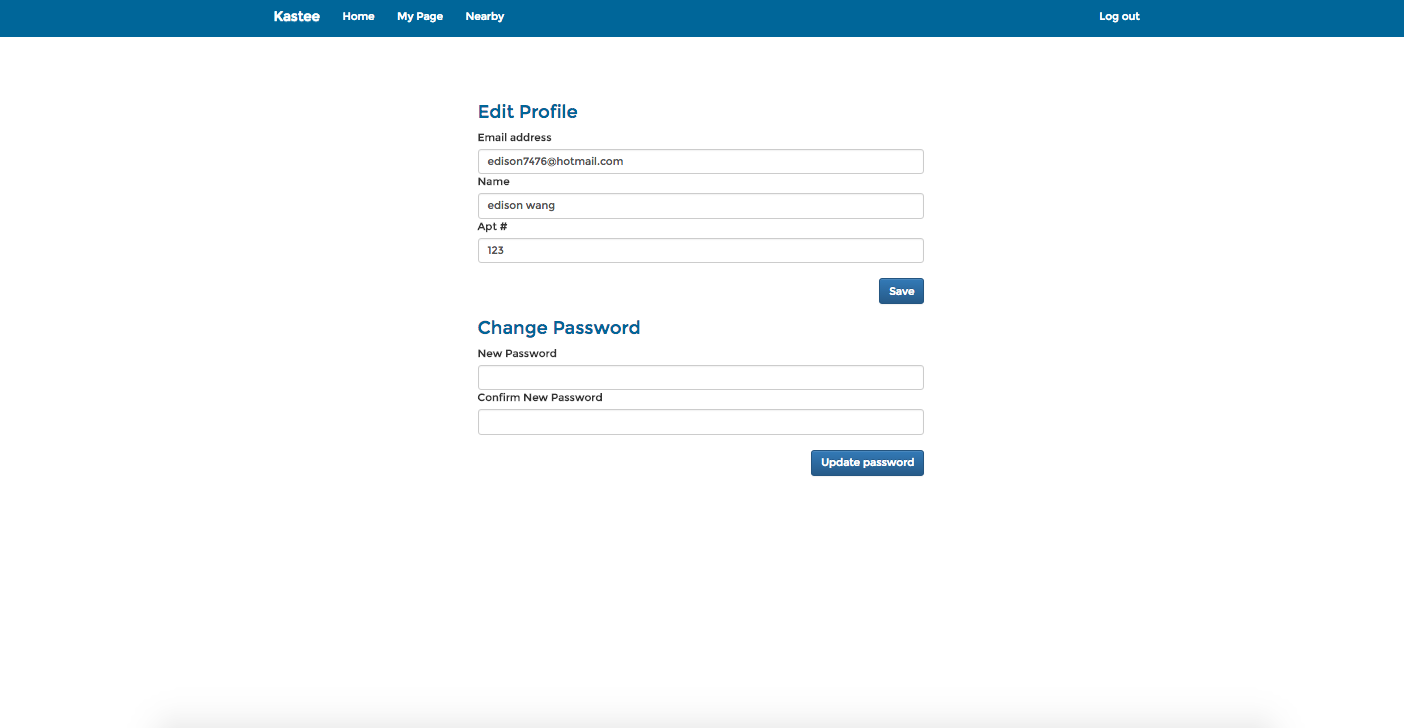 Kastee Home My Page Nearby Log out
Edit Profile
Email address
edison7476@hotmail.com
Name
edison wang
Apt #
123
Save
Change Password
New Password
Confirm New Password
Update password